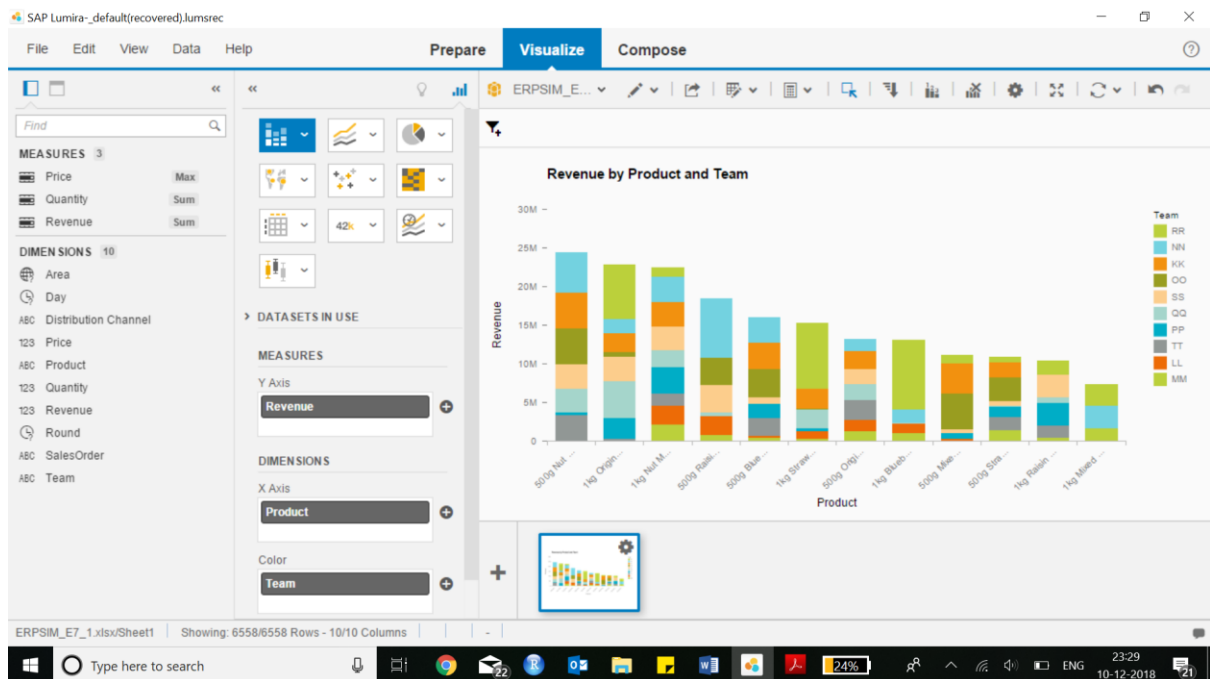 SAP Lumira-_default(recovered).lumsrec
File Edit View Data Help
Prepare Visualize Compose
Find
MEASURES 3
Price Max
Quantity Sum
Revenue Sum
DIMENSIONS 10
Area
Day
ABC Distribution Channel
123 Price
ABC Product
123 Quantity
123 Revenue
Round
ABC SalesOrder
ABC Team
42K
DATASETS IN USE
MEASURES
Y Axis
Revenue
DIMENSIONS
X Axis
Product
Color
Team
ERPSIM_E...
Revenue by Product and Team
Revenue
30M
25M
20M
15M
10M
5M
0
500g Nut ...
1kg Origin...
1kg Nut M...
500g Raisi...
500g Blue...
1kg Straw...
500g Origi...
1kg Blueb...
500g Mixe...
500g Stra...
1kg Raisin ...
1kg Mixed ...
Product
Team
RR
NN
KK
OO
SS
QQ
PP
TT
LL
MM
ERPSIM_E7_1.xlsx/Sheet1 Showing: 6558/6558 Rows - 10/10 Columns -
Type here to search
22
R
24%
ENG
23:29
10-12-2018
21